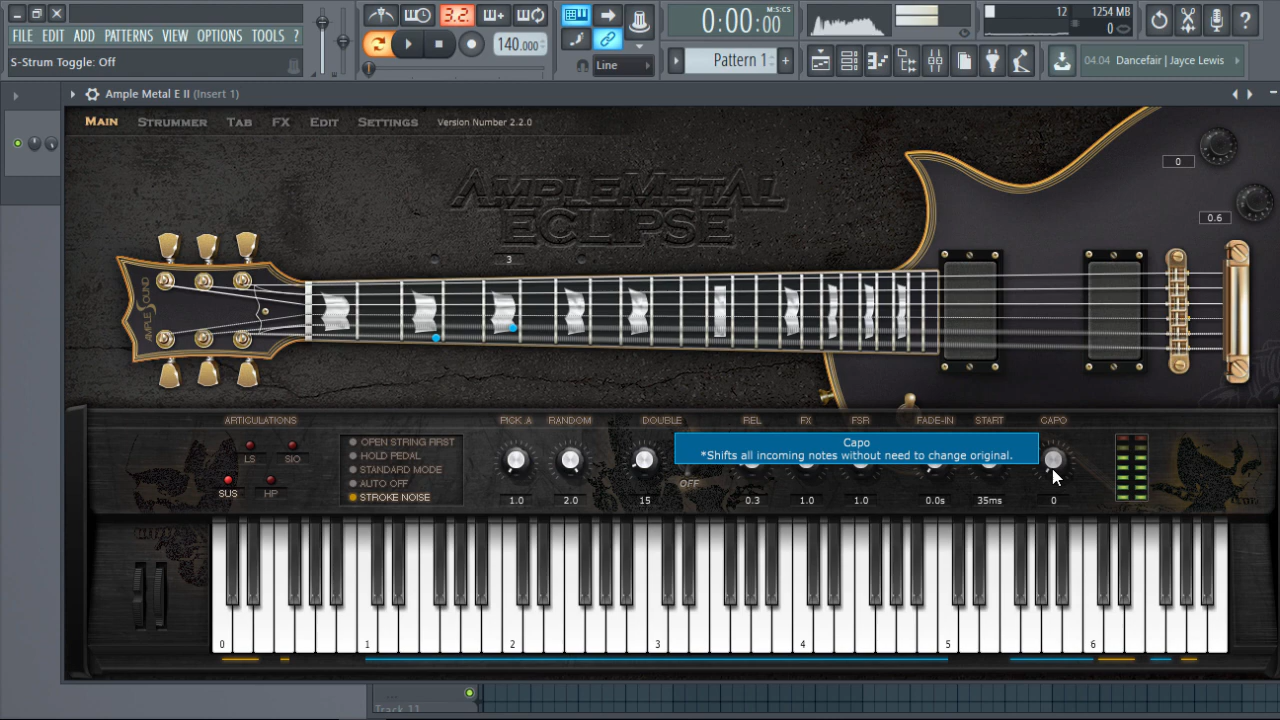 3.2.
0:00:00
M:S:CS
12
1254 MB
0
FILE EDIT ADD PATTERNS VIEW OPTIONS TOOLS ?
140.000
S-Strum Toggle: Off
Line
Pattern 1
04.04 Dancefair | Jayce Lewis
Ample Metal E II (Insert 1)
MAIN STRUMMER TAB FX EDIT SETTINGS Version Number 2.2.0
0
AMPLEMETAL
ECLIPSE
0.6
3
AMPLE SOUND
ARTICULATIONS
PICK.A RANDOM DOUBLE REL FX FSR FADE-IN START CAPO
LS SIO
SUS HP
OPEN STRING FIRST
HOLD PEDAL
STANDARD MODE
AUTO OFF
STROKE NOISE
Capo
*Shifts all incoming notes without need to change original.
OFF
1.0 2.0 15 0.3 1.0 1.0 0.0s 35ms 0
0 1 2 3 4 5 6
...
Track 11